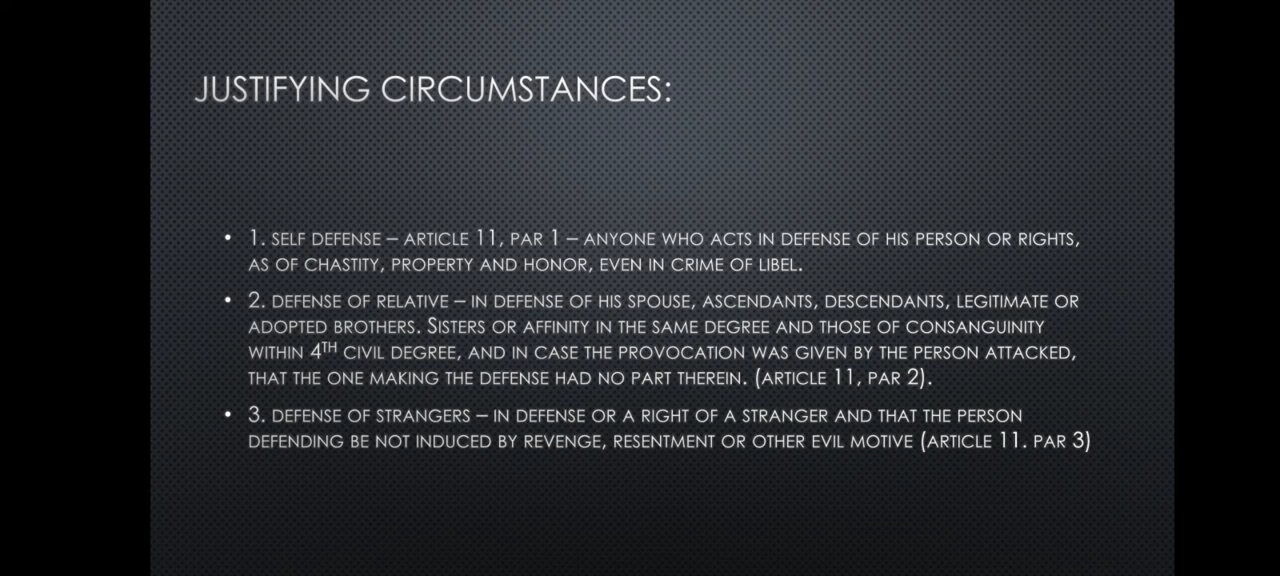 JUSTIFYING CIRCUMSTANCES:
• 1. SELF DEFENSE – ARTICLE 11, PAR 1 – ANYONE WHO ACTS IN DEFENSE OF HIS PERSON OR RIGHTS,
AS OF CHASTITY, PROPERTY AND HONOR, EVEN IN CRIME OF LIBEL.
• 2. DEFENSE OF RELATIVE – IN DEFENSE OF HIS SPOUSE, ASCENDANTS, DESCENDANTS, LEGITIMATE OR
ADOPTED BROTHERS. SISTERS OR AFFINITY IN THE SAME DEGREE AND THOSE OF CONSANGUINITY
WITHIN 4TH CIVIL DEGREE, AND IN CASE THE PROVOCATION WAS GIVEN BY THE PERSON ATTACKED,
THAT THE ONE MAKING THE DEFENSE HAD NO PART THEREIN. (ARTICLE 11, PAR 2).
• 3. DEFENSE OF STRANGERS – IN DEFENSE OR A RIGHT OF A STRANGER AND THAT THE PERSON
DEFENDING BE NOT INDUCED BY REVENGE, RESENTMENT OR OTHER EVIL MOTIVE (ARTICLE 11. PAR 3)